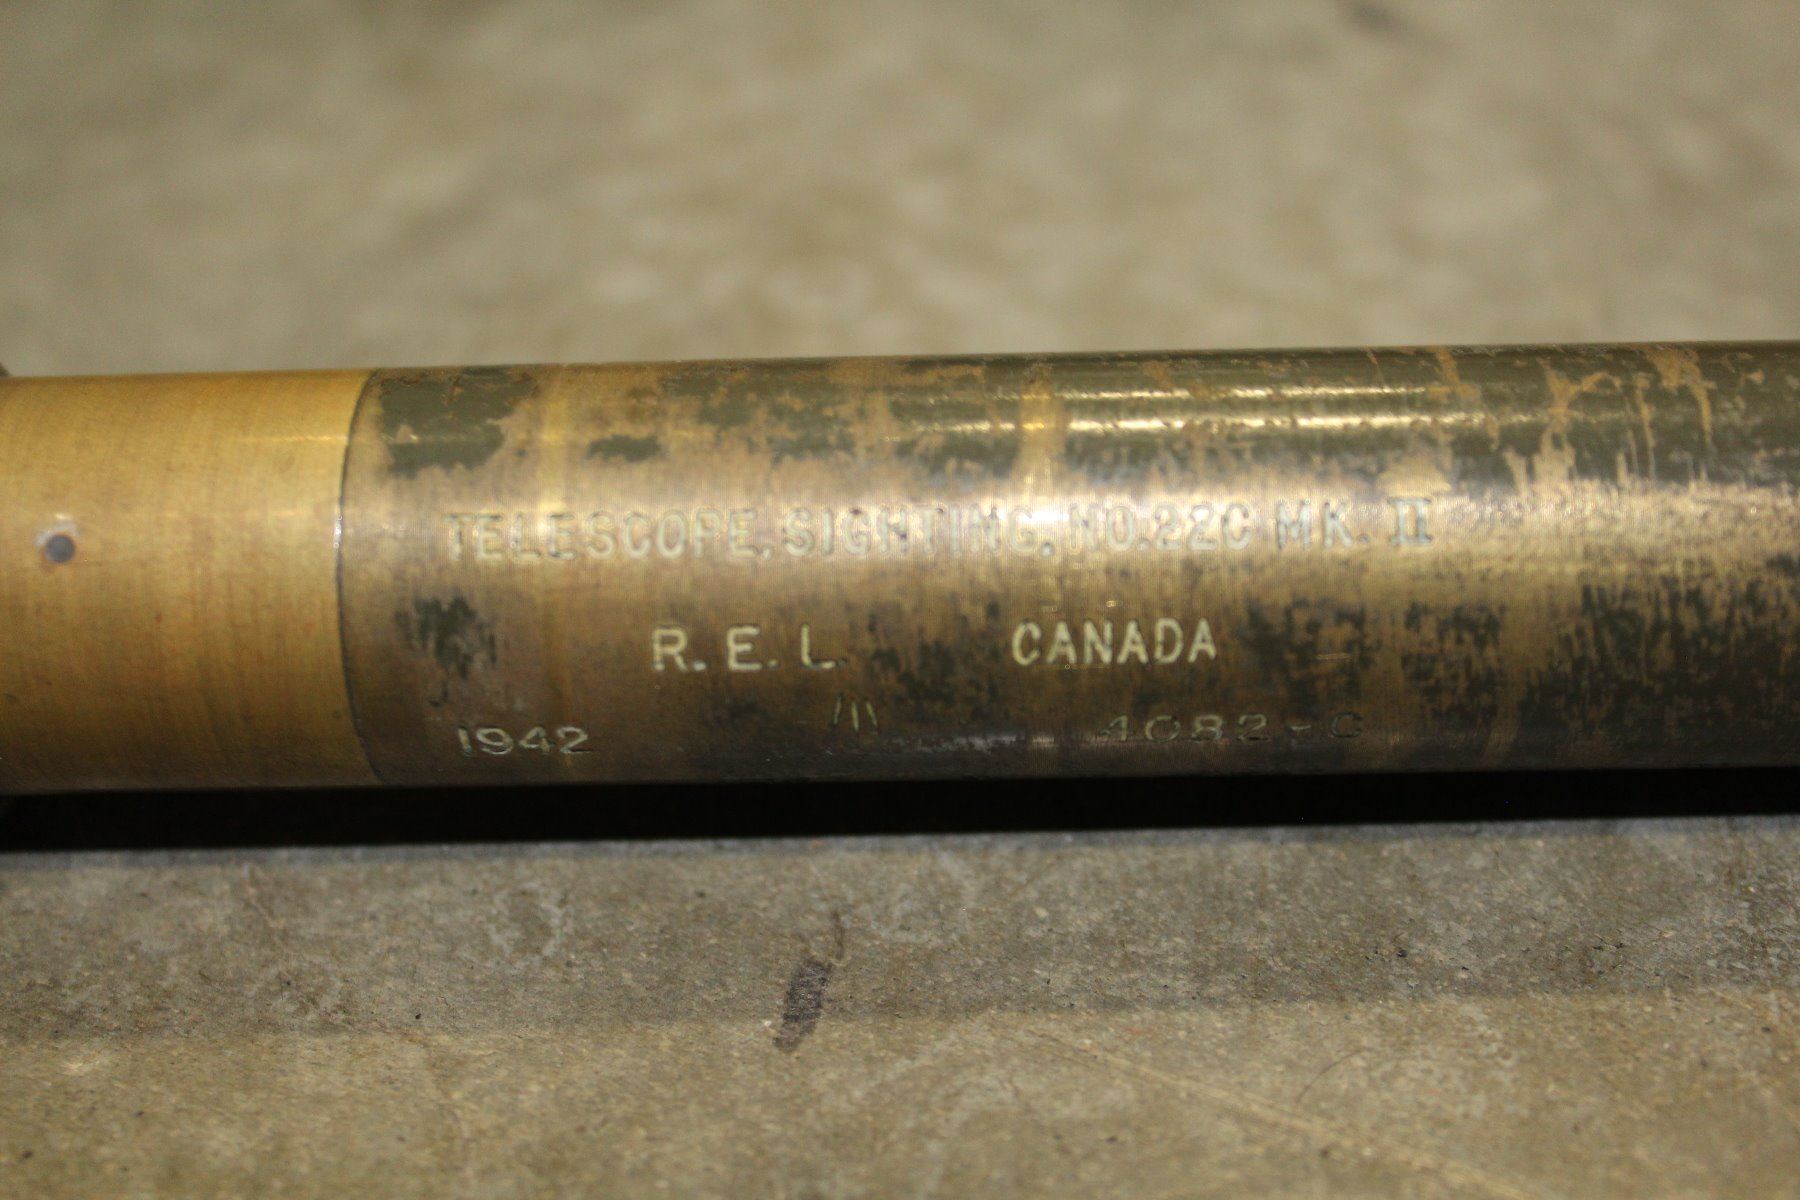 TELESCOPE, SIGHTING, NO.22C MK. II
R. E. L. CANADA
1942 4082-C